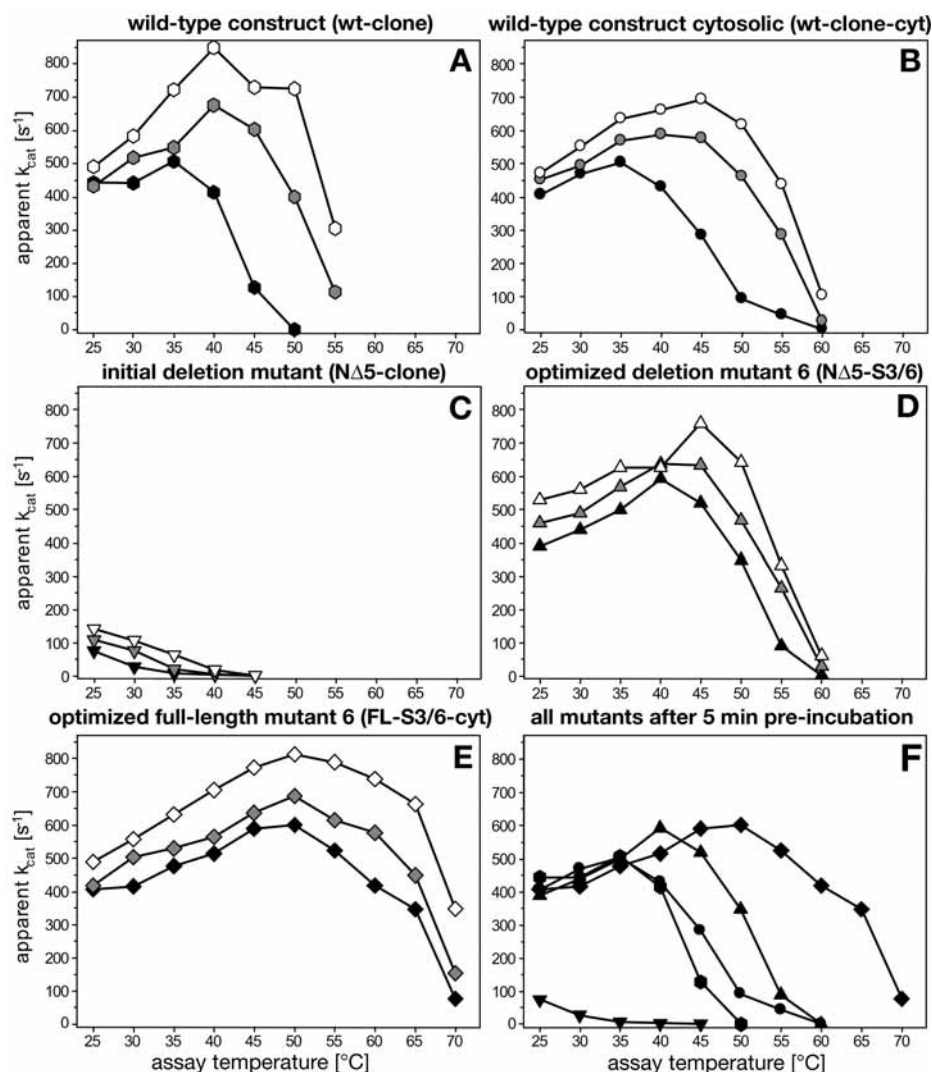 wild-type construct (wt-clone)
wild-type construct cytosolic (wt-clone-cyt)
A
B
apparent kcat [s-1]
800
700
600
500
400
300
200
100
0
25 30 35 40 45 50 55 60 65 70
800
700
600
500
400
300
200
100
0
25 30 35 40 45 50 55 60 65 70
initial deletion mutant (NΔ5-clone)
optimized deletion mutant 6 (NΔ5-S3/6)
C
D
apparent kcat [s-1]
800
700
600
500
400
300
200
100
0
25 30 35 40 45 50 55 60 65 70
800
700
600
500
400
300
200
100
0
25 30 35 40 45 50 55 60 65 70
optimized full-length mutant 6 (FL-S3/6-cyt)
all mutants after 5 min pre-incubation
E
F
apparent kcat [s-1]
800
700
600
500
400
300
200
100
0
25 30 35 40 45 50 55 60 65 70
assay temperature [°C]
800
700
600
500
400
300
200
100
0
25 30 35 40 45 50 55 60 65 70
assay temperature [°C]